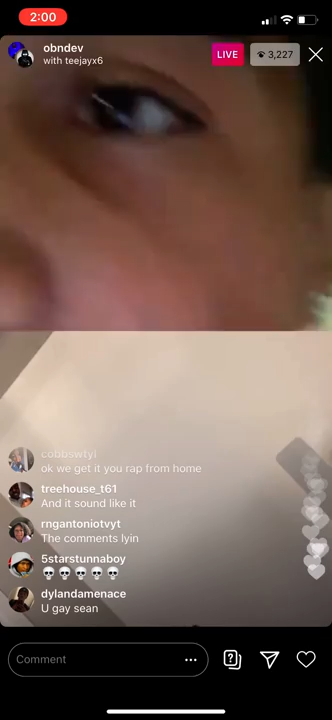 2:00
obndev
with teejayx6
LIVE
3,227
cobbswtyl
ok we get it you rap from home
treehouse_t61
And it sound like it
rngantoniotvyt
The comments lyin
5starstunnaboy
💀💀💀💀💀
dylandamenace
U gay sean
Comment